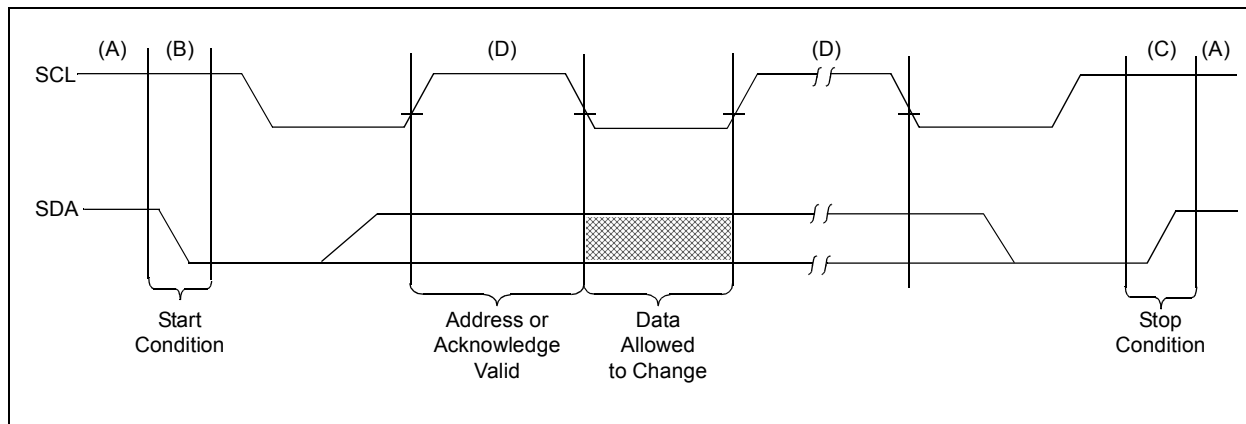 (A) (B) (D) (D) (C) (A)
SCL
SDA
Start
Condition
Address or
Acknowledge
Valid
Data
Allowed
to Change
Stop
Condition